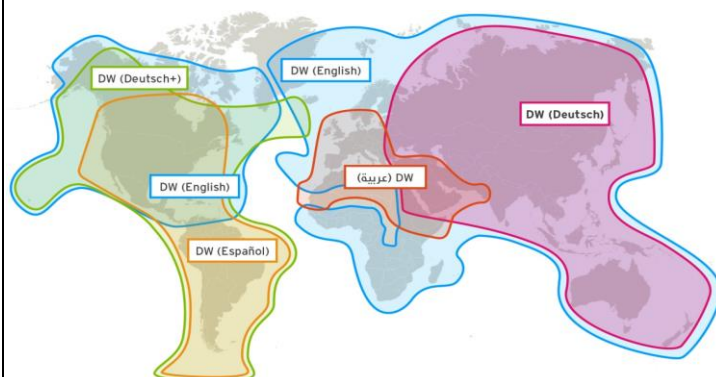 DW (English)
DW (Deutsch+)
DW (Deutsch)
DW (عربية)
DW (English)
DW (Español)